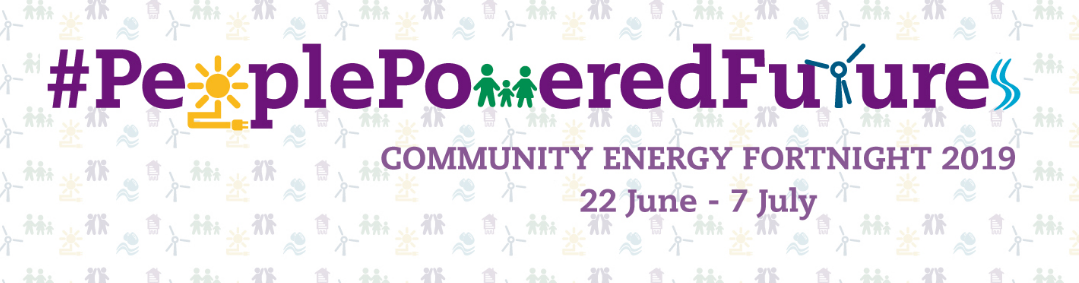 #PeoplePoweredFutures
COMMUNITY ENERGY FORTNIGHT 2019
22 June - 7 July